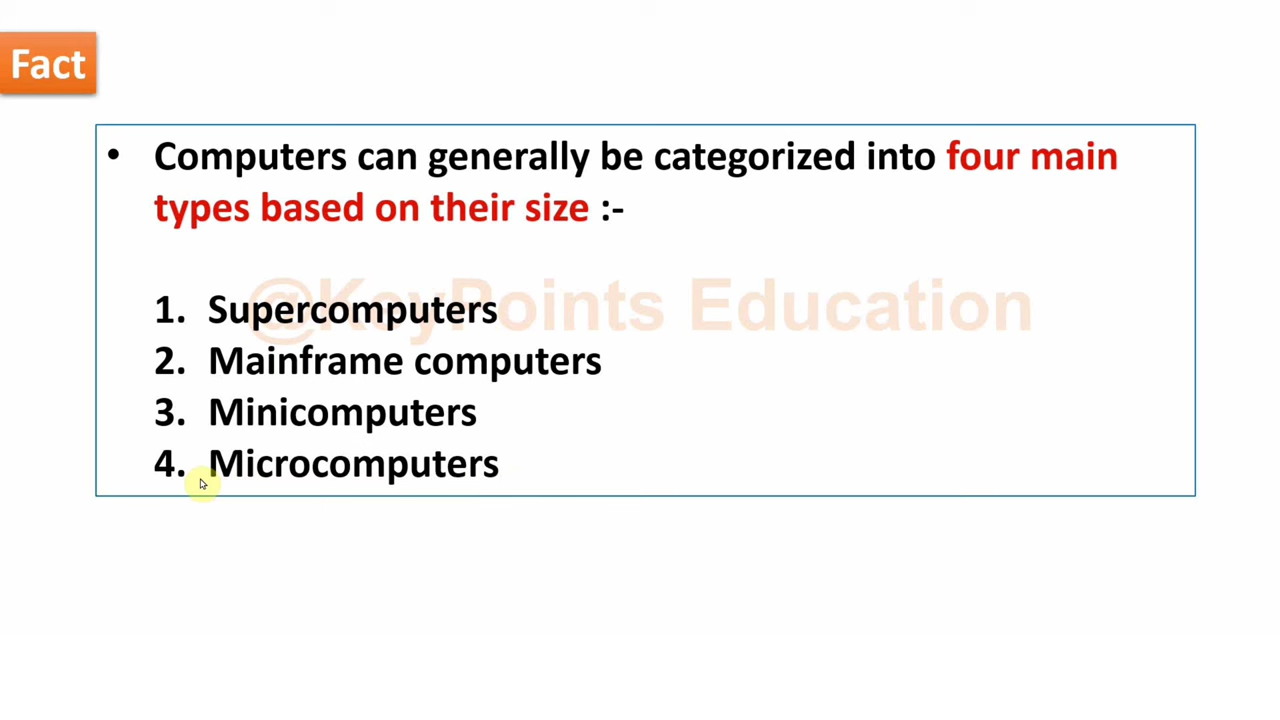 Fact
• Computers can generally be categorized into four main
types based on their size :-
@KeyPoints Education
1. Supercomputers
2. Mainframe computers
3. Minicomputers
4. Microcomputers